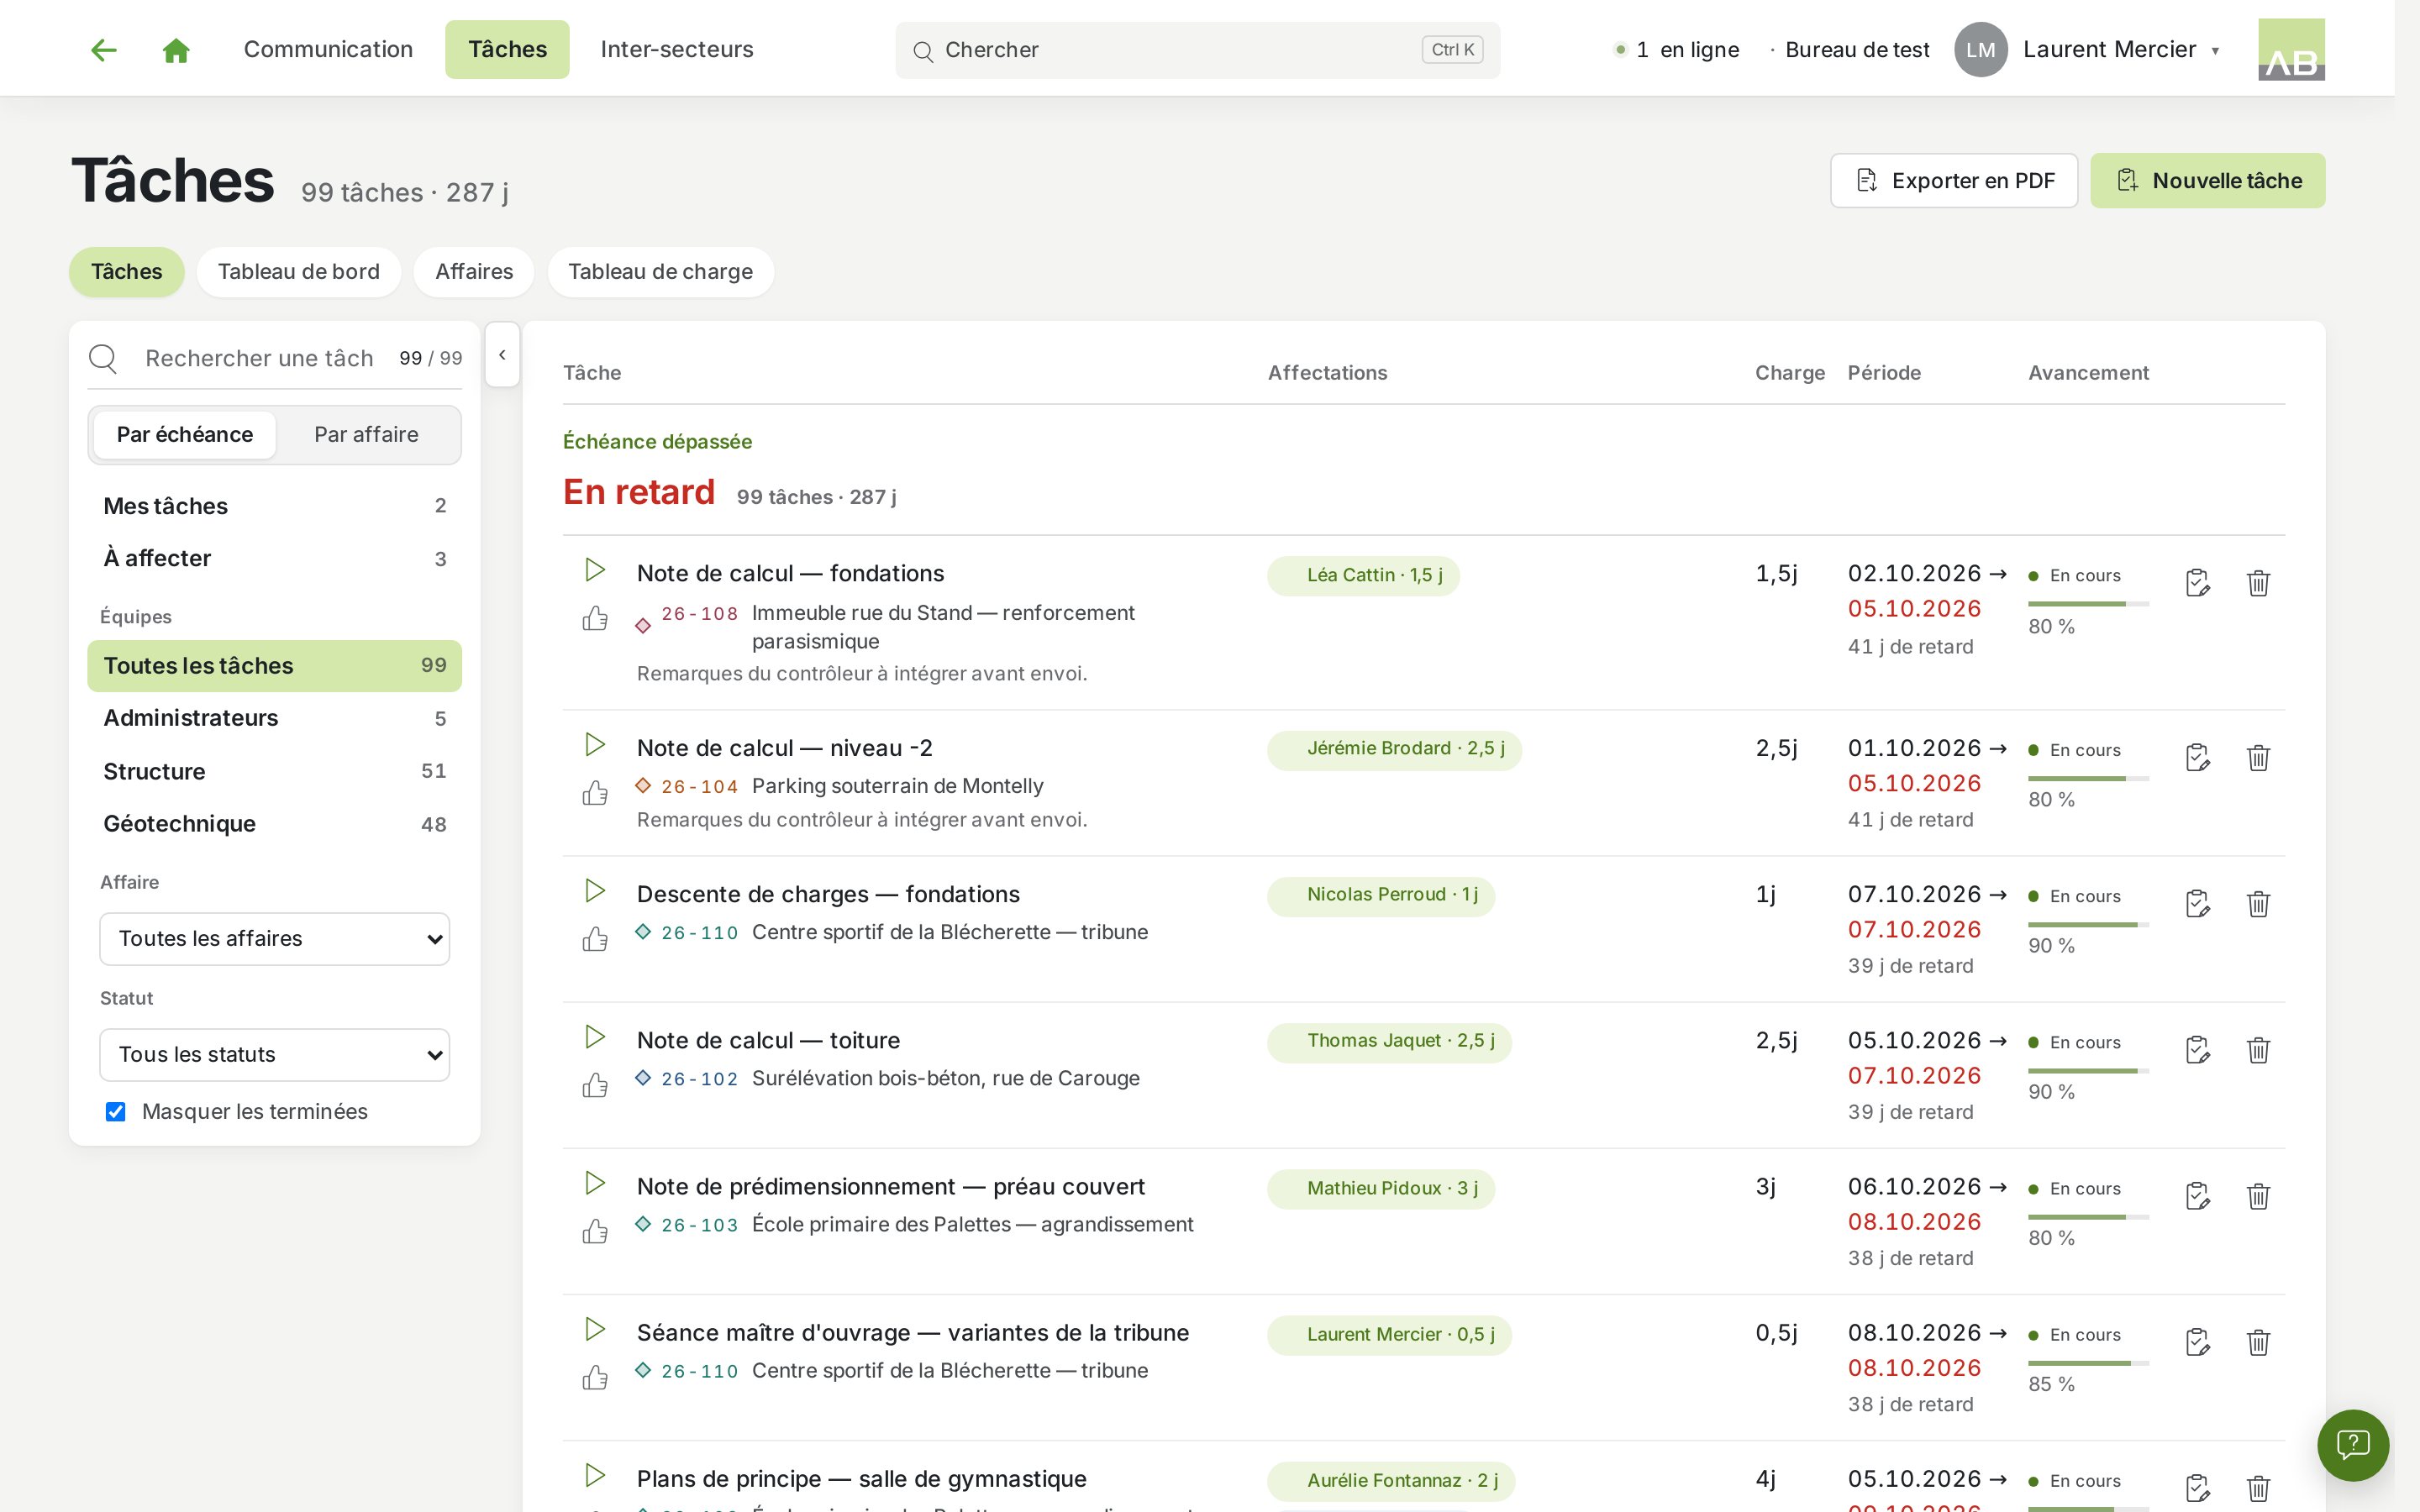 Communication Tâches Inter-secteurs Chercher Ctrl K 1 en ligne · Bureau de test LM Laurent Mercier ▾ AB
Tâches 99 tâches · 287 j Exporter en PDF Nouvelle tâche
Tâches Tableau de bord Affaires Tableau de charge
Rechercher une tâch 99 / 99
Par échéance Par affaire
Mes tâches 2
À affecter 3
Équipes
Toutes les tâches 99
Administrateurs 5
Structure 51
Géotechnique 48
Affaire
Toutes les affaires
Statut
Tous les statuts
Masquer les terminées
Tâche Affectations Charge Période Avancement
Échéance dépassée
En retard 99 tâches · 287 j
Note de calcul — fondations Léa Cattin · 1,5 j 1,5j 02.10.2026 → En cours
26-108 Immeuble rue du Stand — renforcement 05.10.2026
parasismique 80 %
Remarques du contrôleur à intégrer avant envoi. 41 j de retard
Note de calcul — niveau -2 Jérémie Brodard · 2,5 j 2,5j 01.10.2026 → En cours
26-104 Parking souterrain de Montelly 05.10.2026 80 %
Remarques du contrôleur à intégrer avant envoi. 41 j de retard
Descente de charges — fondations Nicolas Perroud · 1 j 1j 07.10.2026 → En cours
26-110 Centre sportif de la Blécherette — tribune 07.10.2026 90 %
39 j de retard
Note de calcul — toiture Thomas Jaquet · 2,5 j 2,5j 05.10.2026 → En cours
26-102 Surélévation bois-béton, rue de Carouge 07.10.2026 90 %
39 j de retard
Note de prédimensionnement — préau couvert Mathieu Pidoux · 3 j 3j 06.10.2026 → En cours
26-103 École primaire des Palettes — agrandissement 08.10.2026 80 %
38 j de retard
Séance maître d'ouvrage — variantes de la tribune Laurent Mercier · 0,5 j 0,5j 08.10.2026 → En cours
26-110 Centre sportif de la Blécherette — tribune 08.10.2026 85 %
38 j de retard
Plans de principe — salle de gymnastique Aurélie Fontannaz · 2 j 4j 05.10.2026 → En cours